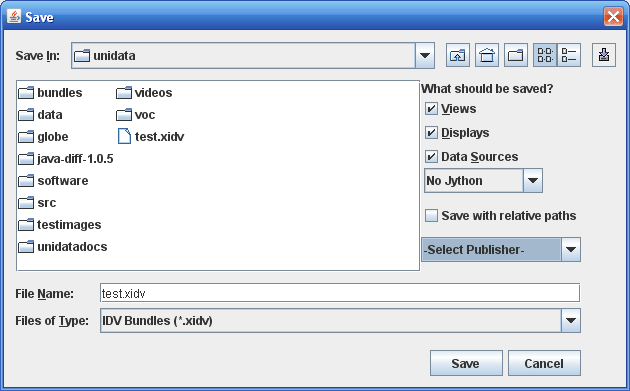 Save
Save In: unidata
bundles
data
globe
java-diff-1.0.5
software
src
testimages
unidatadocs
videos
voc
test.xidv
What should be saved?
Views
Displays
Data Sources
No Jython
Save with relative paths
-Select Publisher-
File Name: test.xidv
Files of Type: IDV Bundles (*.xidv)
Save Cancel